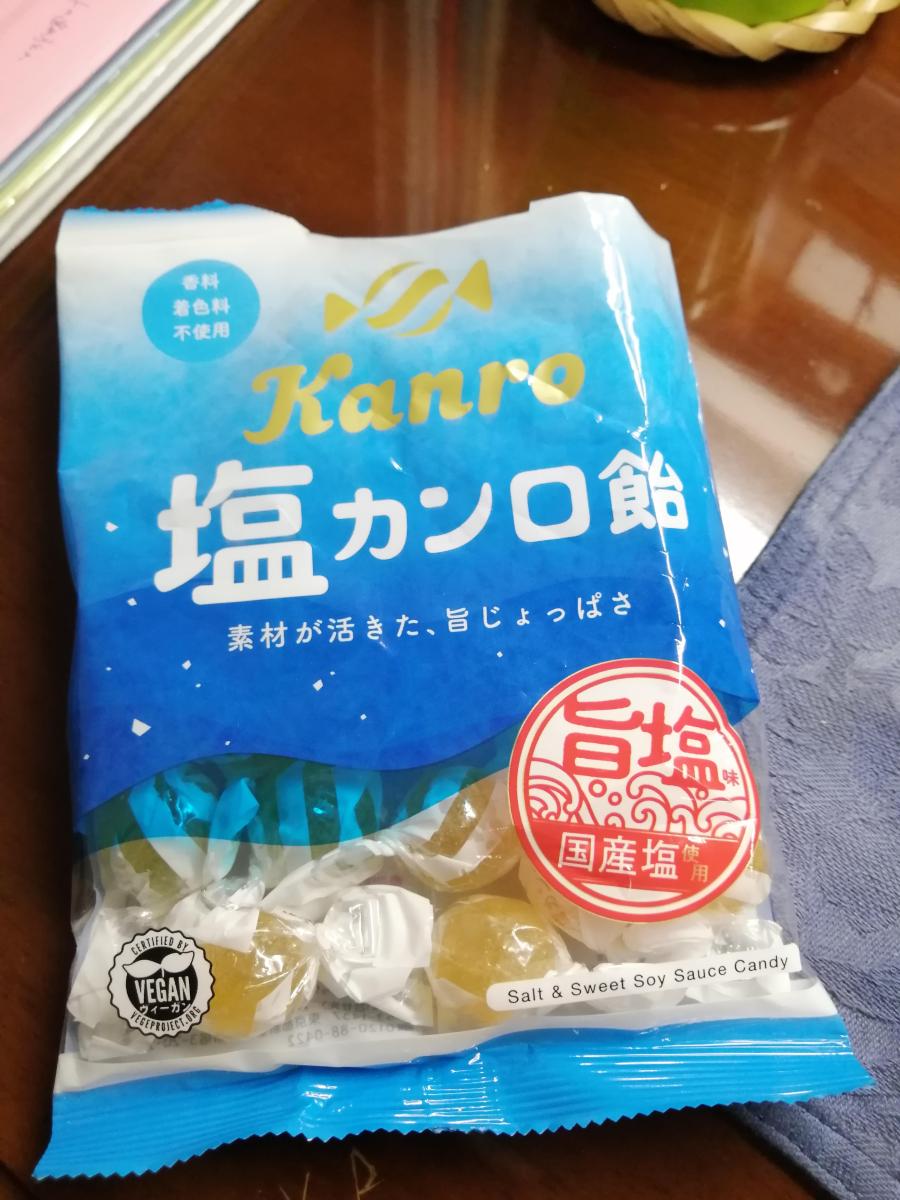 香料
着色料
不使用
Kanro
塩カンロ飴
素材が活きた、旨じょっぱさ
旨塩味
国産塩使用
CERTIFIED BY
VEGAN
ヴィーガン
VEGEPROJECT.ORG
Salt & Sweet Soy Sauce Candy